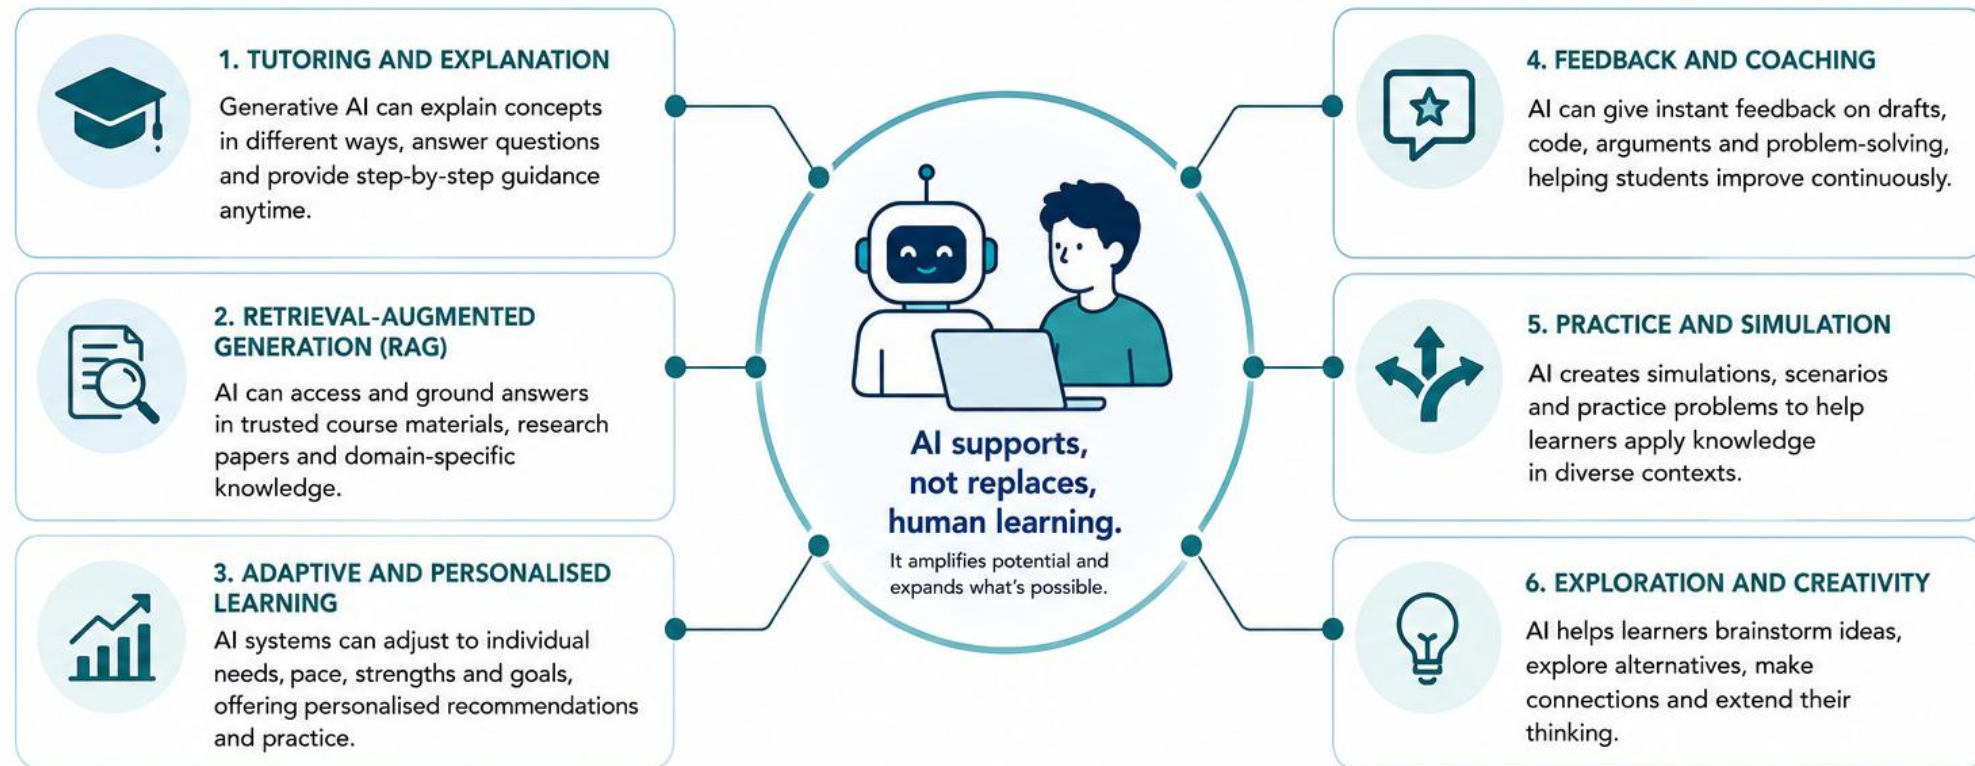 1. TUTORING AND EXPLANATION
Generative AI can explain concepts
in different ways, answer questions
and provide step-by-step guidance
anytime.
2. RETRIEVAL-AUGMENTED
GENERATION (RAG)
AI can access and ground answers
in trusted course materials, research
papers and domain-specific
knowledge.
3. ADAPTIVE AND PERSONALISED
LEARNING
AI systems can adjust to individual
needs, pace, strengths and goals,
offering personalised recommendations
and practice.
AI supports,
not replaces,
human learning.
It amplifies potential and
expands what's possible.
4. FEEDBACK AND COACHING
AI can give instant feedback on drafts,
code, arguments and problem-solving,
helping students improve continuously.
5. PRACTICE AND SIMULATION
AI creates simulations, scenarios
and practice problems to help
learners apply knowledge
in diverse contexts.
6. EXPLORATION AND CREATIVITY
AI helps learners brainstorm ideas,
explore alternatives, make
connections and extend their
thinking.